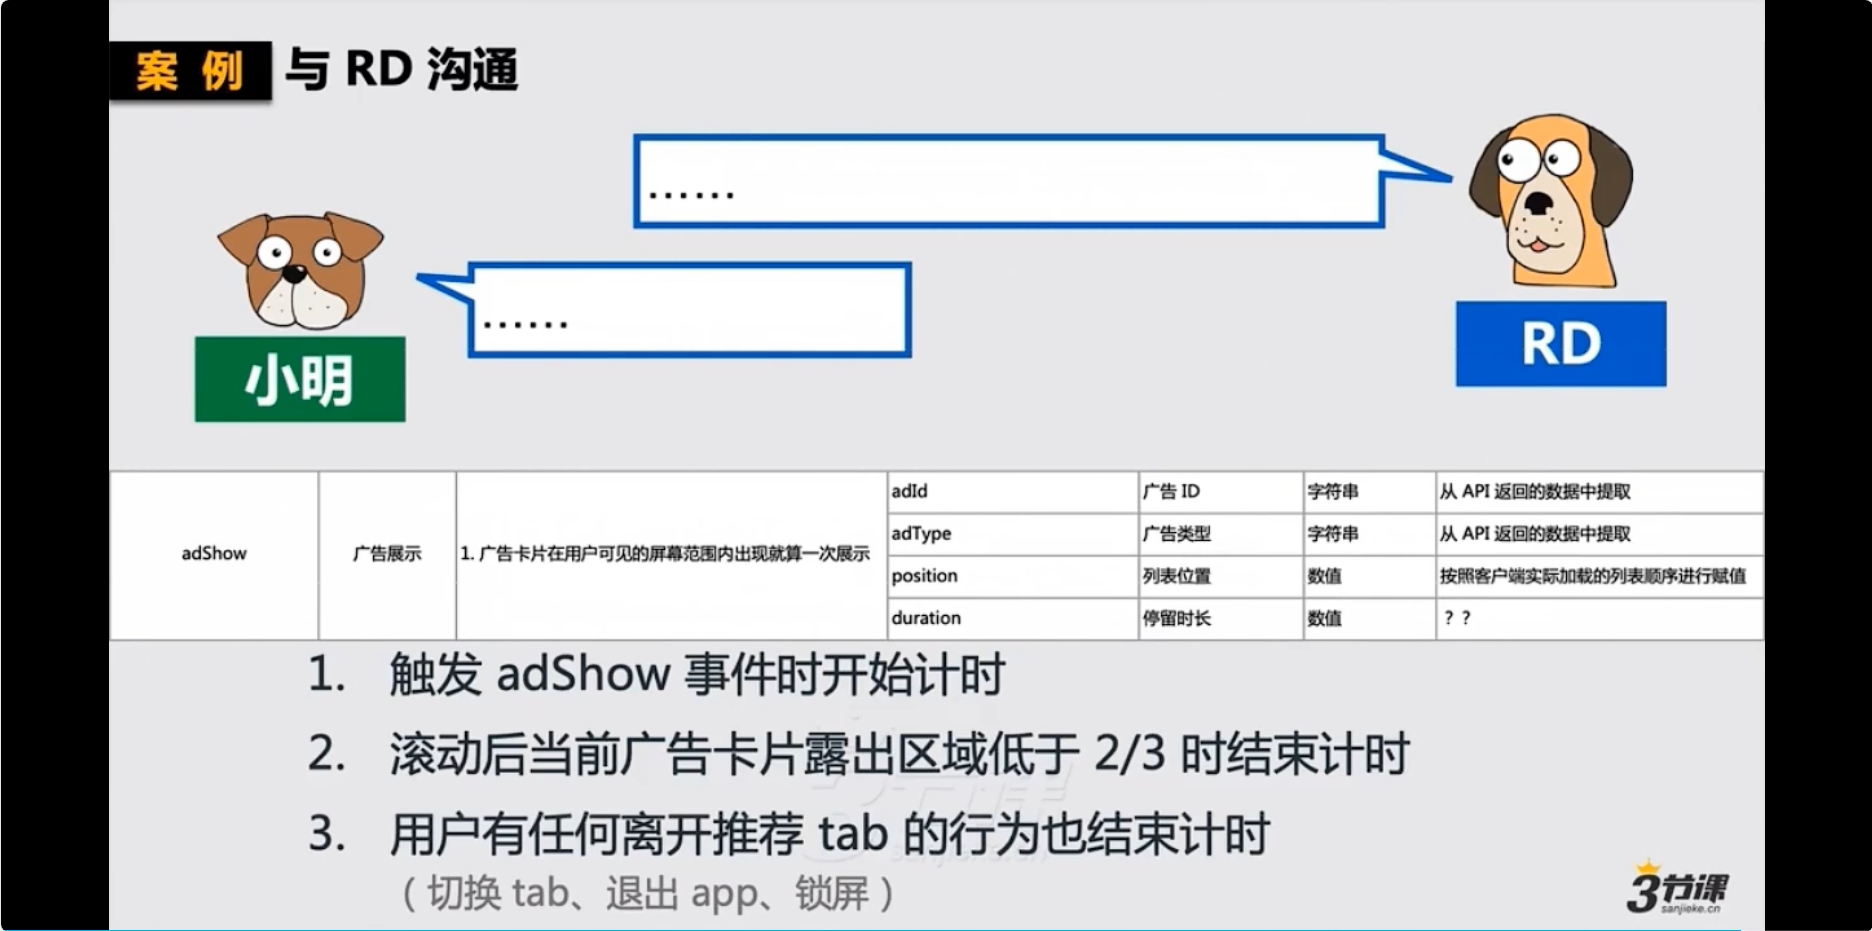 案 例 与 RD 沟通
......
......
小明
RD
adShow 广告展示 1. 广告卡片在用户可见的屏幕范围内出现就算一次展示
adId 广告 ID 字符串 从 API 返回的数据中提取
adType 广告类型 字符串 从 API 返回的数据中提取
position 列表位置 数值 按照客户端实际加载的列表顺序进行赋值
duration 停留时长 数值 ？？
1. 触发 adShow 事件时开始计时
2. 滚动后当前广告卡片露出区域低于 2/3 时结束计时
3. 用户有任何离开推荐 tab 的行为也结束计时
（切换 tab、退出 app、锁屏）
3节课
sanjieke.cn